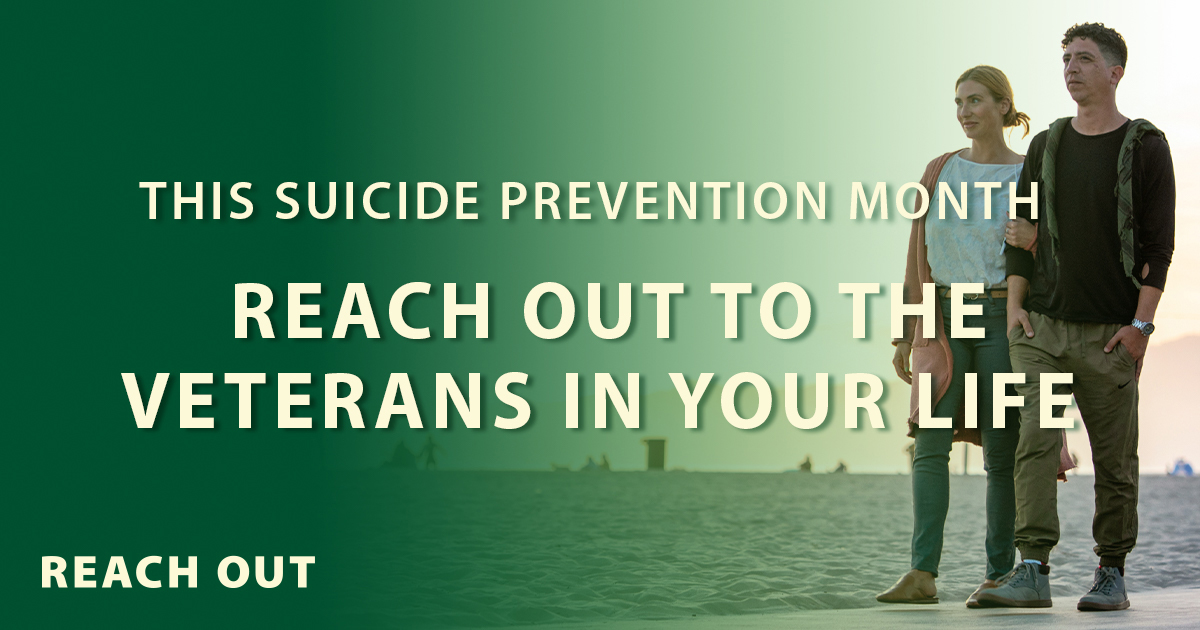 THIS SUICIDE PREVENTION MONTH
REACH OUT TO THE
VETERANS IN YOUR LIFE
REACH OUT